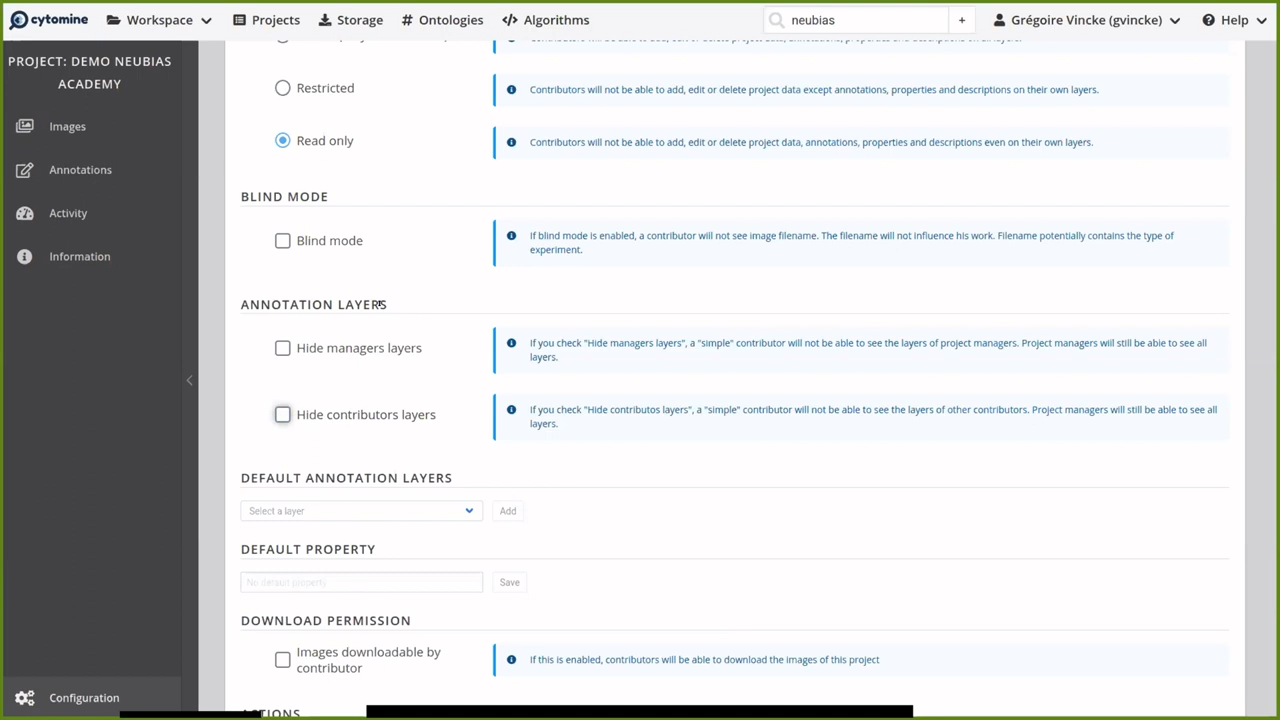 cytomine
Workspace
Projects
Storage
Ontologies
Algorithms
neubias
+
Grégoire Vincke (gvincke)
Help
PROJECT: DEMO NEUBIAS
ACADEMY
Images
Annotations
Activity
Information
Configuration
Restricted
Contributors will not be able to add, edit or delete project data except annotations, properties and descriptions on their own layers.
Read only
Contributors will not be able to add, edit or delete project data, annotations, properties and descriptions even on their own layers.
BLIND MODE
Blind mode
If blind mode is enabled, a contributor will not see image filename. The filename will not influence his work. Filename potentially contains the type of
experiment.
ANNOTATION LAYERS
Hide managers layers
If you check "Hide managers layers", a "simple" contributor will not be able to see the layers of project managers. Project managers will still be able to see all
layers.
Hide contributors layers
If you check "Hide contributos layers", a "simple" contributor will not be able to see the layers of other contributors. Project managers will still be able to see all
layers.
DEFAULT ANNOTATION LAYERS
Select a layer
Add
DEFAULT PROPERTY
No default property
Save
DOWNLOAD PERMISSION
Images downloadable by
contributor
If this is enabled, contributors will be able to download the images of this project
ACTIONS